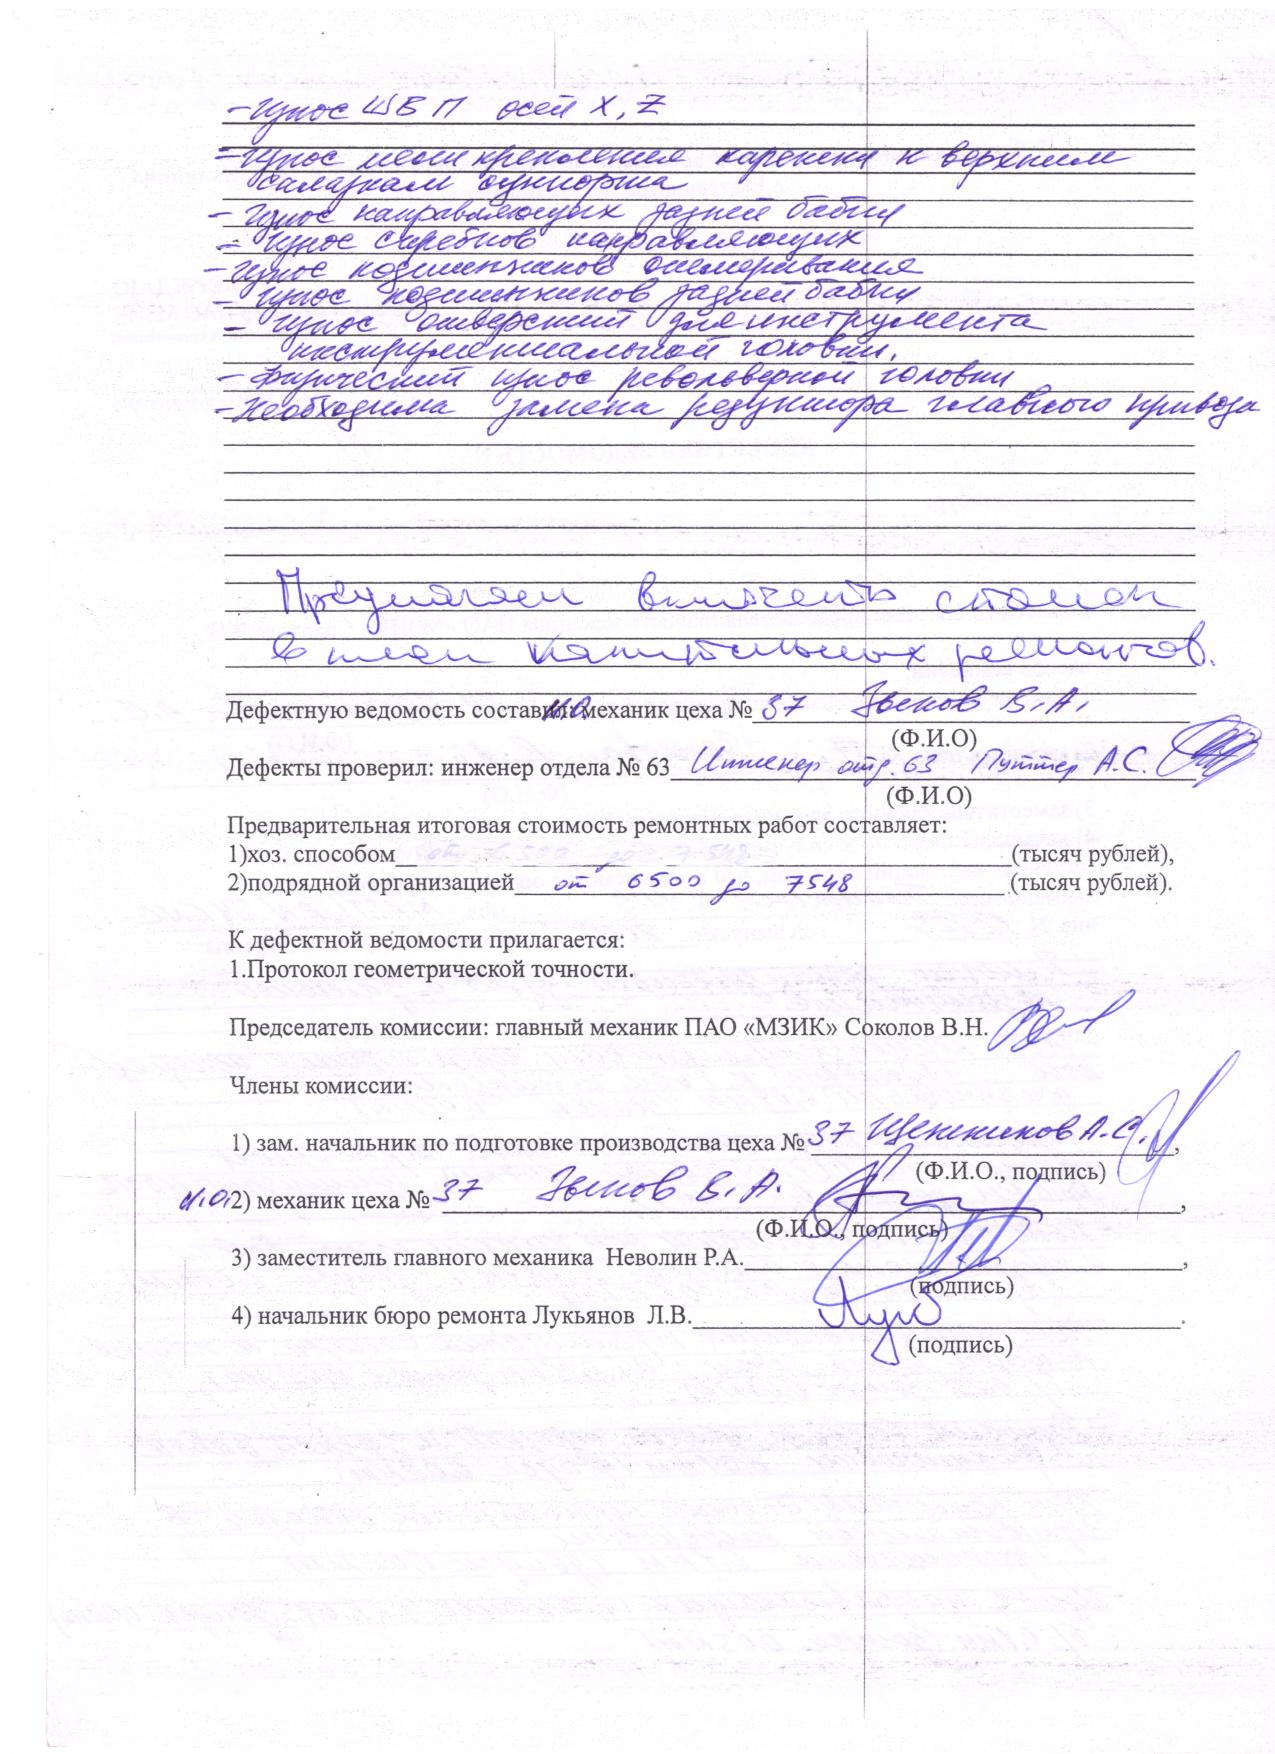 - Износ ШВП осей X, Z
- Износ места крепления каретки к верхним
салазкам суппорта
- Износ направляющих задней бабки
- Износ скребков направляющих
- Износ подшипников
- Износ подшипников задней бабки
- Износ отверстий для инструмента
инструментальной головки.
- Физический износ револьверной головки
- Необходима замена редуктора главного привода
Предлагаем включить станок
в план капитальных ремонтов.
Дефектную ведомость составил: и.о. механик цеха № 37 Зыков В.А.
(Ф.И.О)
Дефекты проверил: инженер отдела № 63 Инженер отд. 63 Путтер А.С.
(Ф.И.О)
Предварительная итоговая стоимость ремонтных работ составляет:
1)хоз. способом от 6500 до 7548 (тысяч рублей),
2)подрядной организацией от 6500 до 7548 (тысяч рублей).
К дефектной ведомости прилагается:
1.Протокол геометрической точности.
Председатель комиссии: главный механик ПАО «МЗИК» Соколов В.Н.
Члены комиссии:
1) зам. начальник по подготовке производства цеха № 37 А.С.,
(Ф.И.О., подпись)
и.о. 2) механик цеха № 37 Зыков В.А.,
(Ф.И.О., подпись)
3) заместитель главного механика Неволин Р.А.,
(подпись)
4) начальник бюро ремонта Лукьянов Л.В.
(подпись)